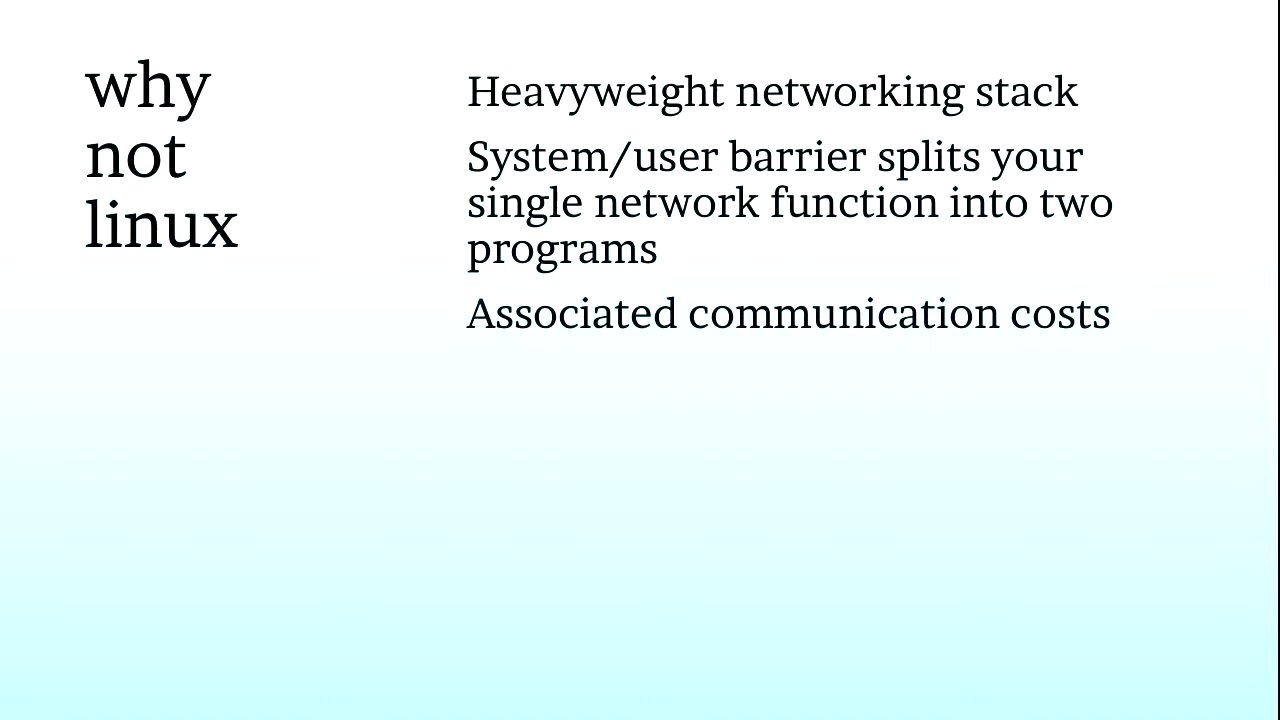 why
not
linux
Heavyweight networking stack
System/user barrier splits your
single network function into two
programs
Associated communication costs